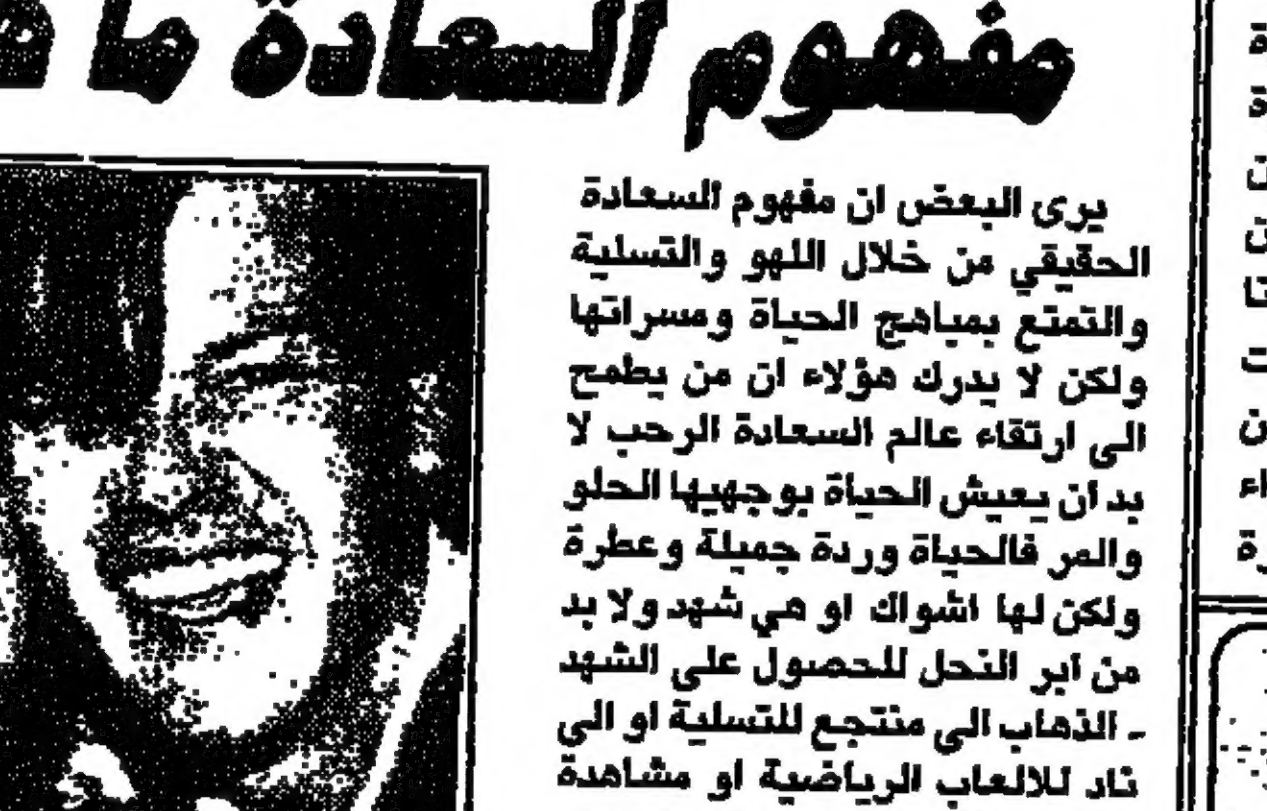 مفهوم السعادة ما
يرى البعض ان مفهوم السعادة
الحقيقي من خلال اللهو والتسلية
والتمتع بمباهج الحياة ومسراتها
ولكن لا يدرك هؤلاء ان من يطمح
الى ارتقاء عالم السعادة الرحب لا
بد ان يعيش الحياة بوجهيها الحلو
والمر فالحياة وردة جميلة وعطرة
ولكن لها اشواك او هي شهد ولا بد
من ابر النحل للحصول على الشهد
ـ الذهاب الى منتجع للتسلية او الى
ناد للالعاب الرياضية او مشاهدة